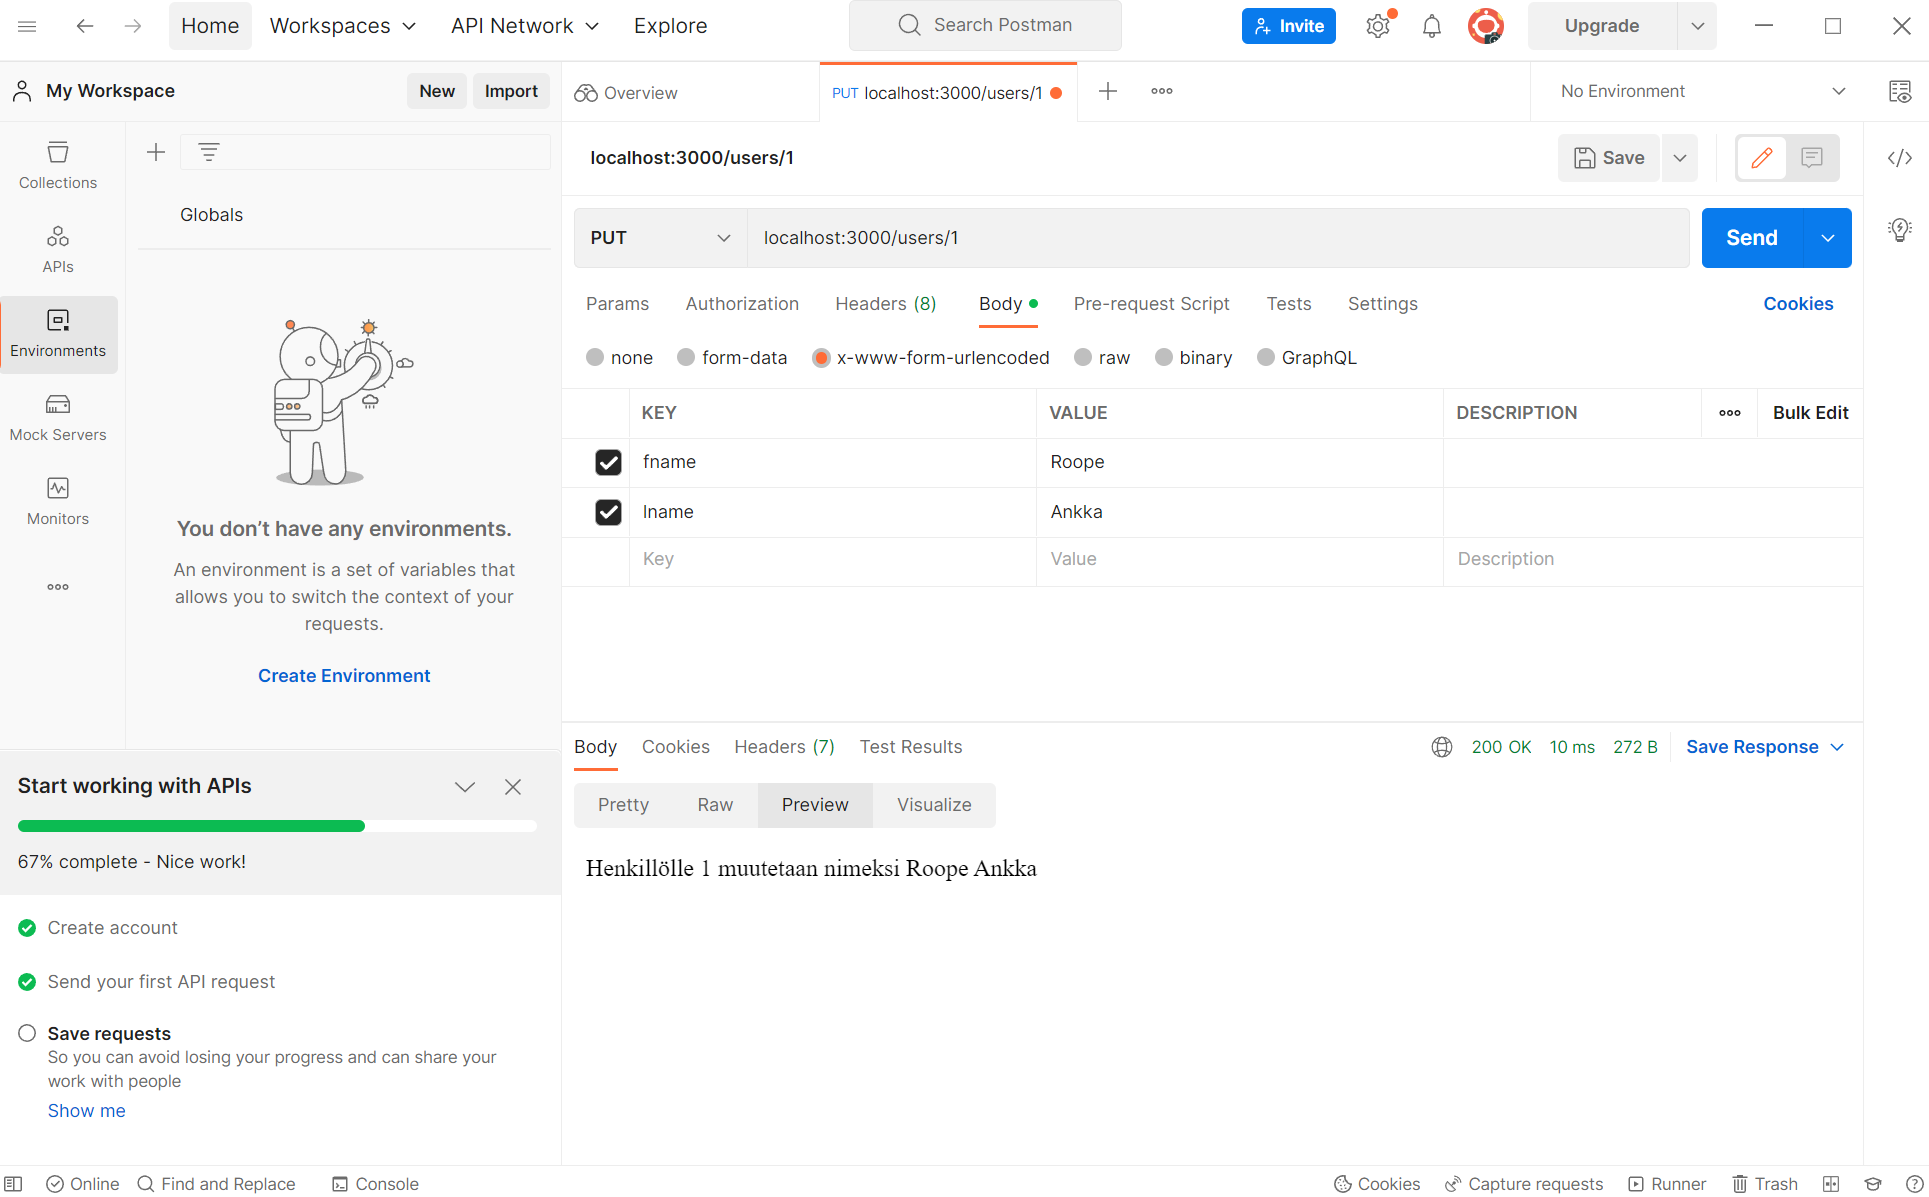 Home Workspaces API Network Explore Search Postman Invite Upgrade
My Workspace New Import
Overview PUT localhost:3000/users/1 No Environment
Collections
APIs
Environments
Mock Servers
Monitors
Globals
You don’t have any environments.
An environment is a set of variables that
allows you to switch the context of your
requests.
Create Environment
Start working with APIs
67% complete - Nice work!
Create account
Send your first API request
Save requests
So you can avoid losing your progress and can share your
work with people
Show me
localhost:3000/users/1 Save
PUT localhost:3000/users/1 Send
Params Authorization Headers (8) Body Pre-request Script Tests Settings Cookies
none form-data x-www-form-urlencoded raw binary GraphQL
KEY VALUE DESCRIPTION Bulk Edit
fname Roope
lname Ankka
Key Value Description
Body Cookies Headers (7) Test Results 200 OK 10 ms 272 B Save Response
Pretty Raw Preview Visualize
Henkillölle 1 muutetaan nimeksi Roope Ankka
Online Find and Replace Console Cookies Capture requests Runner Trash